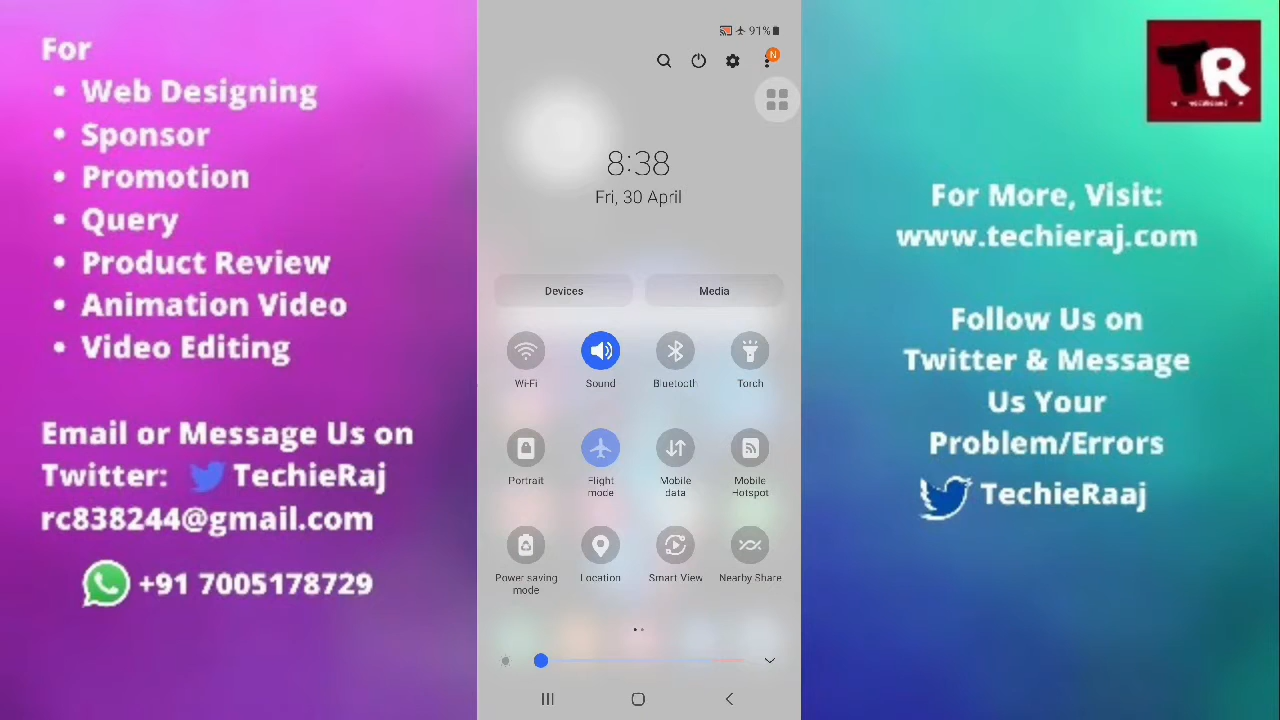 For
• Web Designing
• Sponsor
• Promotion
• Query
• Product Review
• Animation Video
• Video Editing
Email or Message Us on
Twitter: TechieRaj
rc838244@gmail.com
+91 7005178729
91%
N
8:38
Fri, 30 April
Devices
Media
Wi-Fi
Sound
Bluetooth
Torch
Portrait
Flight
mode
Mobile
data
Mobile
Hotspot
Power saving
mode
Location
Smart View
Nearby Share
TR
For More, Visit:
www.techieraj.com
Follow Us on
Twitter & Message
Us Your
Problem/Errors
TechieRaaj